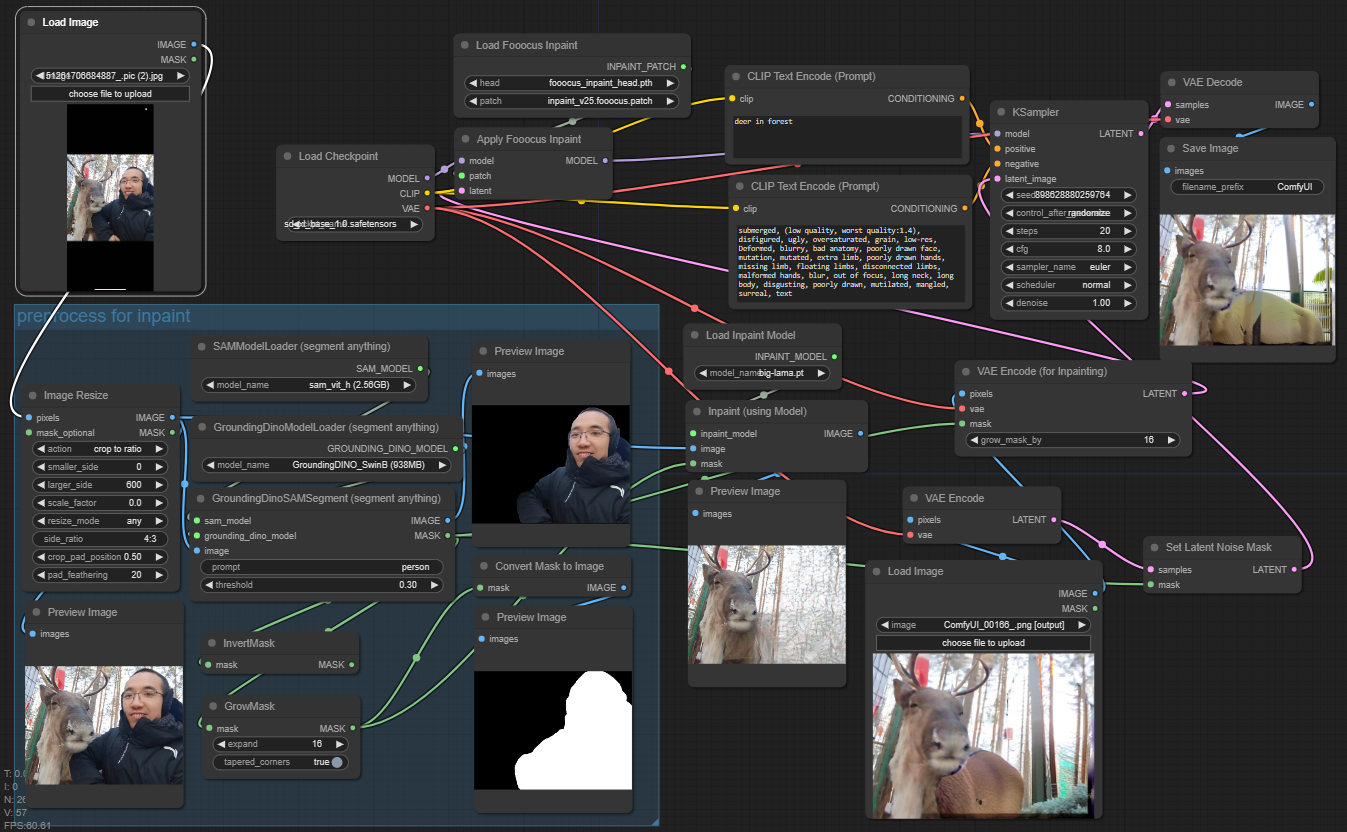 Load Image
IMAGE
MASK
(2).jpg
choose file to upload
Load Fooocus Inpaint
INPAINT_PATCH
head fooocus_inpaint_head.pth
patch inpaint_v25.fooocus.patch
Apply Fooocus Inpaint
model MODEL
patch
latent
Load Checkpoint
MODEL
CLIP
VAE
CLIP Text Encode (Prompt)
clip CONDITIONING
deer in forest
CLIP Text Encode (Prompt)
clip CONDITIONING
submerged, (low quality, worst quality:1.4),
disfigured, ugly, oversaturated, grain, low-res,
Deformed, blurry, bad anatomy, poorly drawn face,
mutation, mutated, extra limb, poorly drawn hands,
missing limb, floating limbs, disconnected limbs,
malformed hands, blur, out of focus, long neck, long
body, disgusting, poorly drawn, mutilated, mangled,
surreal, text
KSampler
model LATENT
positive
negative
latent_image
seed 898628880259764
control_after randomize
steps 20
cfg 8.0
sampler_name euler
scheduler normal
denoise 1.00
VAE Decode
samples IMAGE
vae
Save Image
images
filename_prefix ComfyUI
preprocess for inpaint
SAMModelLoader (segment anything)
SAM_MODEL
model_name sam_vit_h (2.56GB)
GroundingDinoModelLoader (segment anything)
GROUNDING_DINO_MODEL
model_name GroundingDINO_SwinB (938MB)
GroundingDinoSAMSegment (segment anything)
sam_model IMAGE
grounding_dino_model MASK
image
prompt person
threshold 0.30
Image Resize
pixels IMAGE
mask_optional MASK
action crop to ratio
smaller_side 0
larger_side 600
scale_factor 0.0
resize_mode any
side_ratio 4:3
crop_pad_position 0.50
pad_feathering 20
Preview Image
images
InvertMask
mask MASK
GrowMask
mask MASK
expand 16
tapered_corners true
Preview Image
images
Convert Mask to Image
mask IMAGE
Preview Image
images
Load Inpaint Model
INPAINT_MODEL
model_name big-lama.pt
Inpaint (using Model)
inpaint_model IMAGE
image
mask
Preview Image
images
VAE Encode (for Inpainting)
pixels LATENT
vae
mask
grow_mask_by 16
VAE Encode
pixels LATENT
vae
Load Image
IMAGE
MASK
image ComfyUI_00166_.png [output]
choose file to upload
Set Latent Noise Mask
samples LATENT
mask
I: 0
FPS:60.61